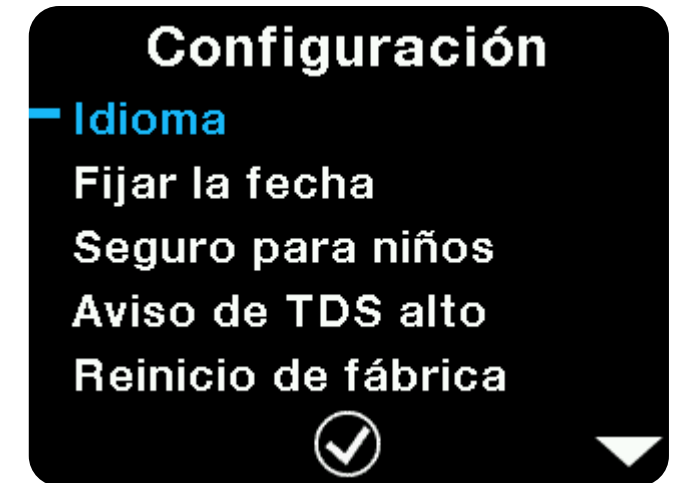 Configuración
Idioma
Fijar la fecha
Seguro para niños
Aviso de TDS alto
Reinicio de fábrica